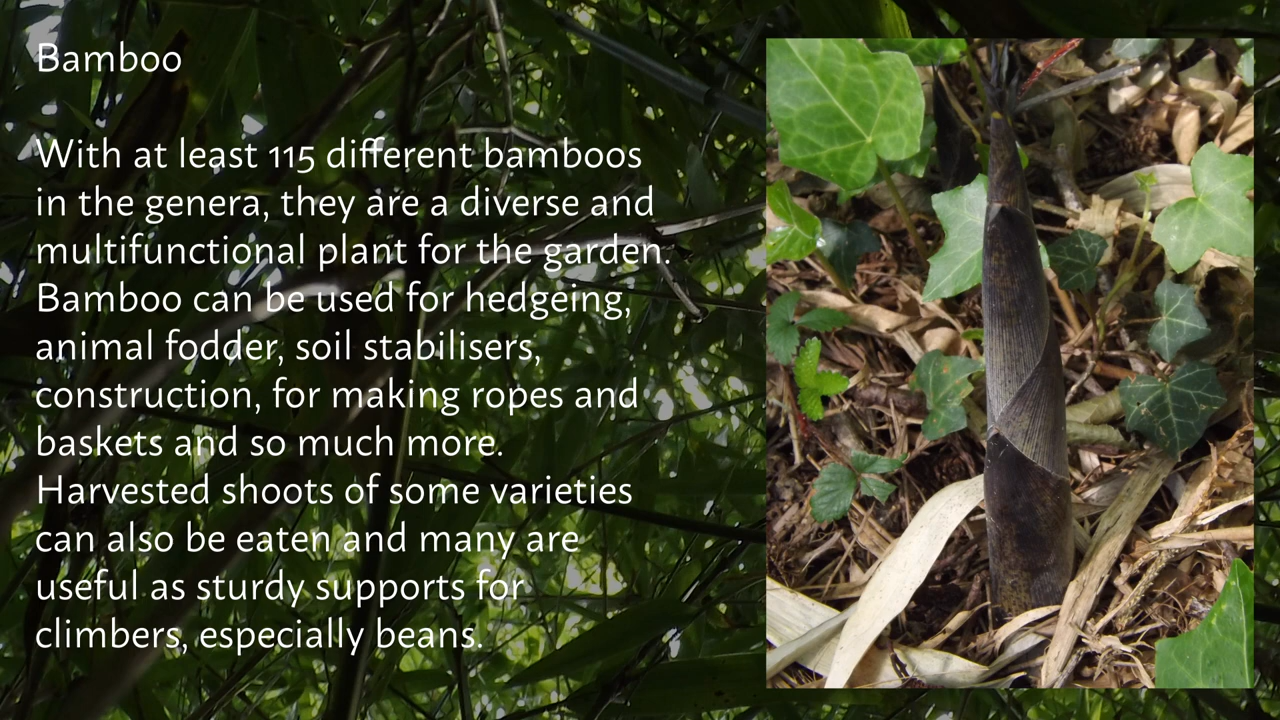 Bamboo
With at least 115 different bamboos
in the genera, they are a diverse and
multifunctional plant for the garden.
Bamboo can be used for hedgeing,
animal fodder, soil stabilisers,
construction, for making ropes and
baskets and so much more.
Harvested shoots of some varieties
can also be eaten and many are
useful as sturdy supports for
climbers, especially beans.